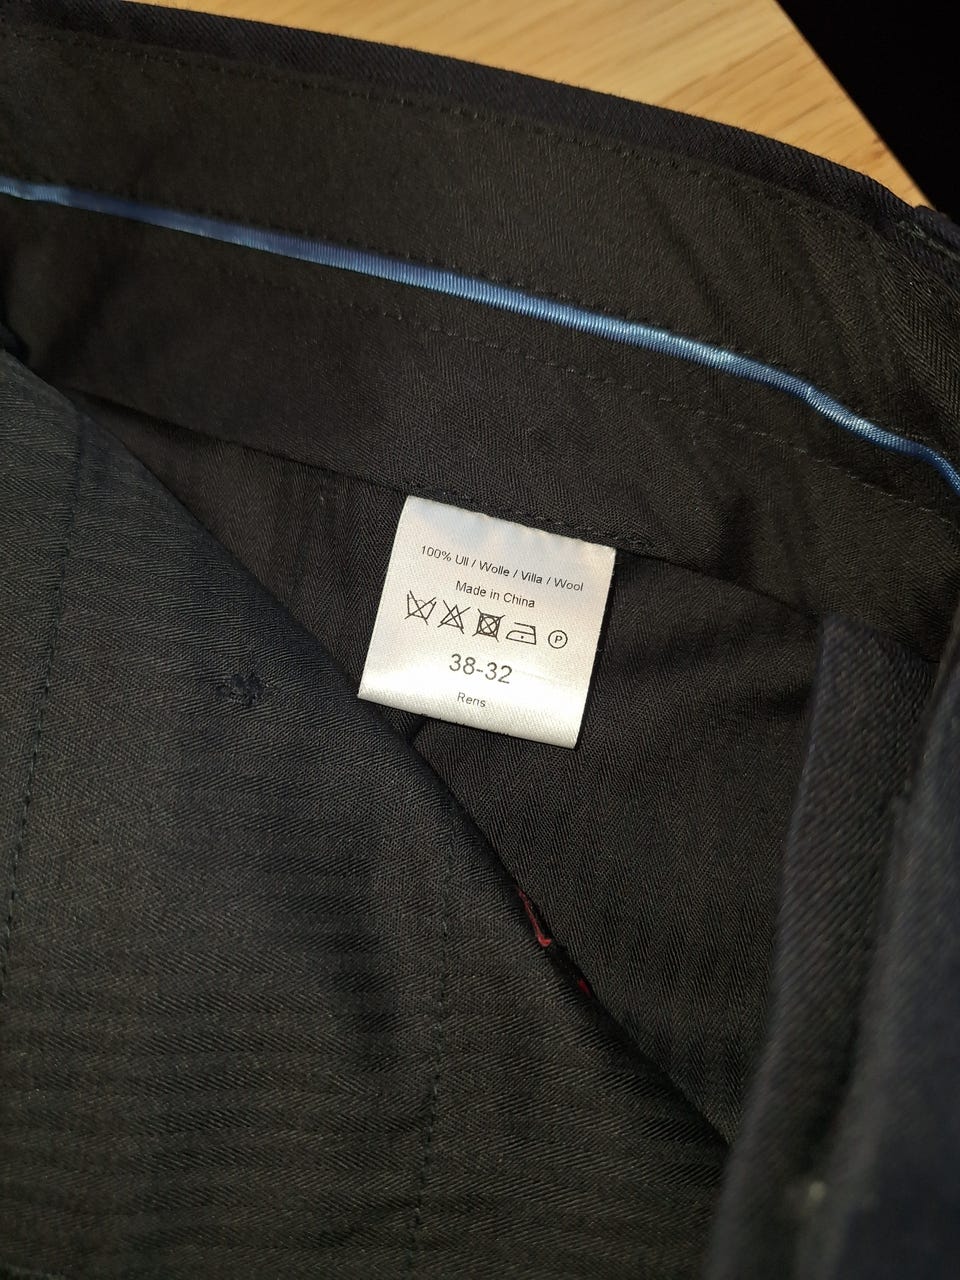 100% Ull / Wolle / Villa / Wool
Made in China
P
38-32
Rens